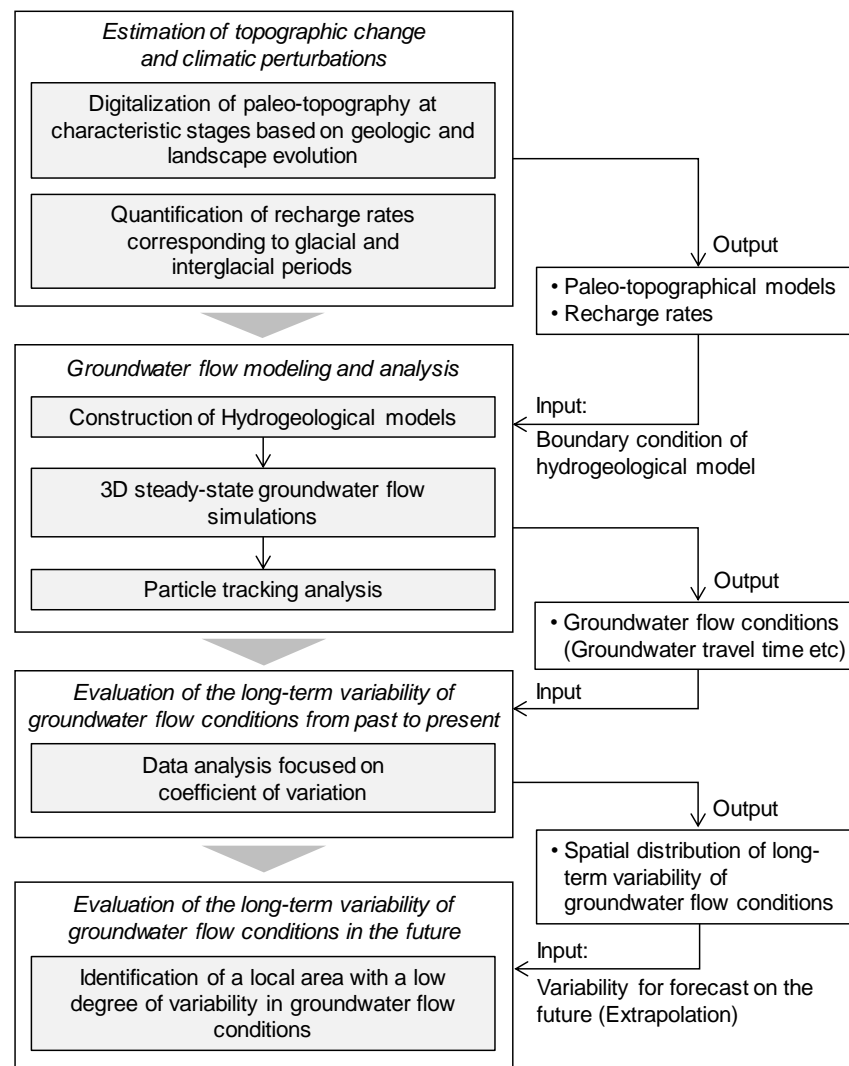 Estimation of topographic change
and climatic perturbations
Digitalization of paleo-topography at
characteristic stages based on geologic and
landscape evolution
Quantification of recharge rates
corresponding to glacial and
interglacial periods
Output
• Paleo-topographical models
• Recharge rates
Groundwater flow modeling and analysis
Input:
Boundary condition of
hydrogeological model
Construction of Hydrogeological models
3D steady-state groundwater flow
simulations
Particle tracking analysis
Output
• Groundwater flow conditions
(Groundwater travel time etc)
Input
Evaluation of the long-term variability of
groundwater flow conditions from past to present
Data analysis focused on
coefficient of variation
Output
• Spatial distribution of long-
term variability of
groundwater flow conditions
Evaluation of the long-term variability of
groundwater flow conditions in the future
Input:
Variability for forecast on the
future (Extrapolation)
Identification of a local area with a low
degree of variability in groundwater flow
conditions